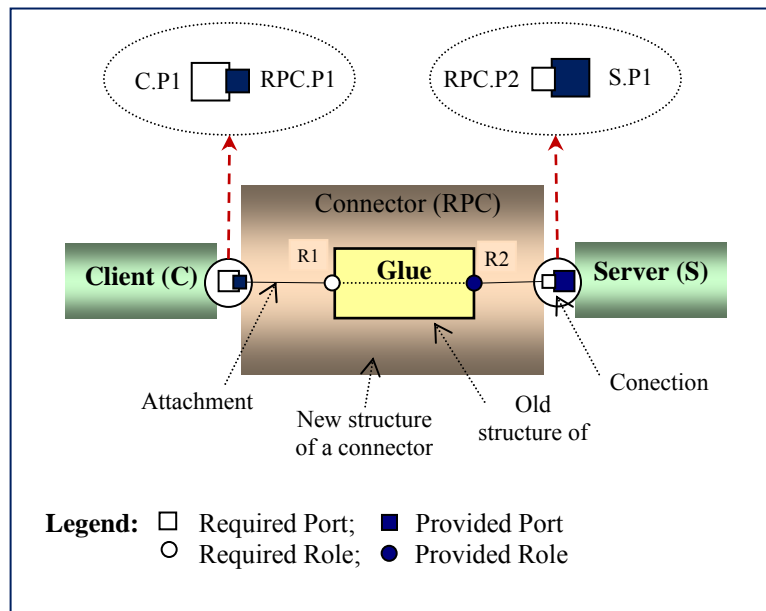 C.P1
RPC.P1
RPC.P2
S.P1
Connector (RPC)
R1
R2
Client (C)
Glue
Server (S)
Attachment
New structure
of a connector
Old
structure of
Conection
Legend: Required Port; Provided Port
Required Role; Provided Role